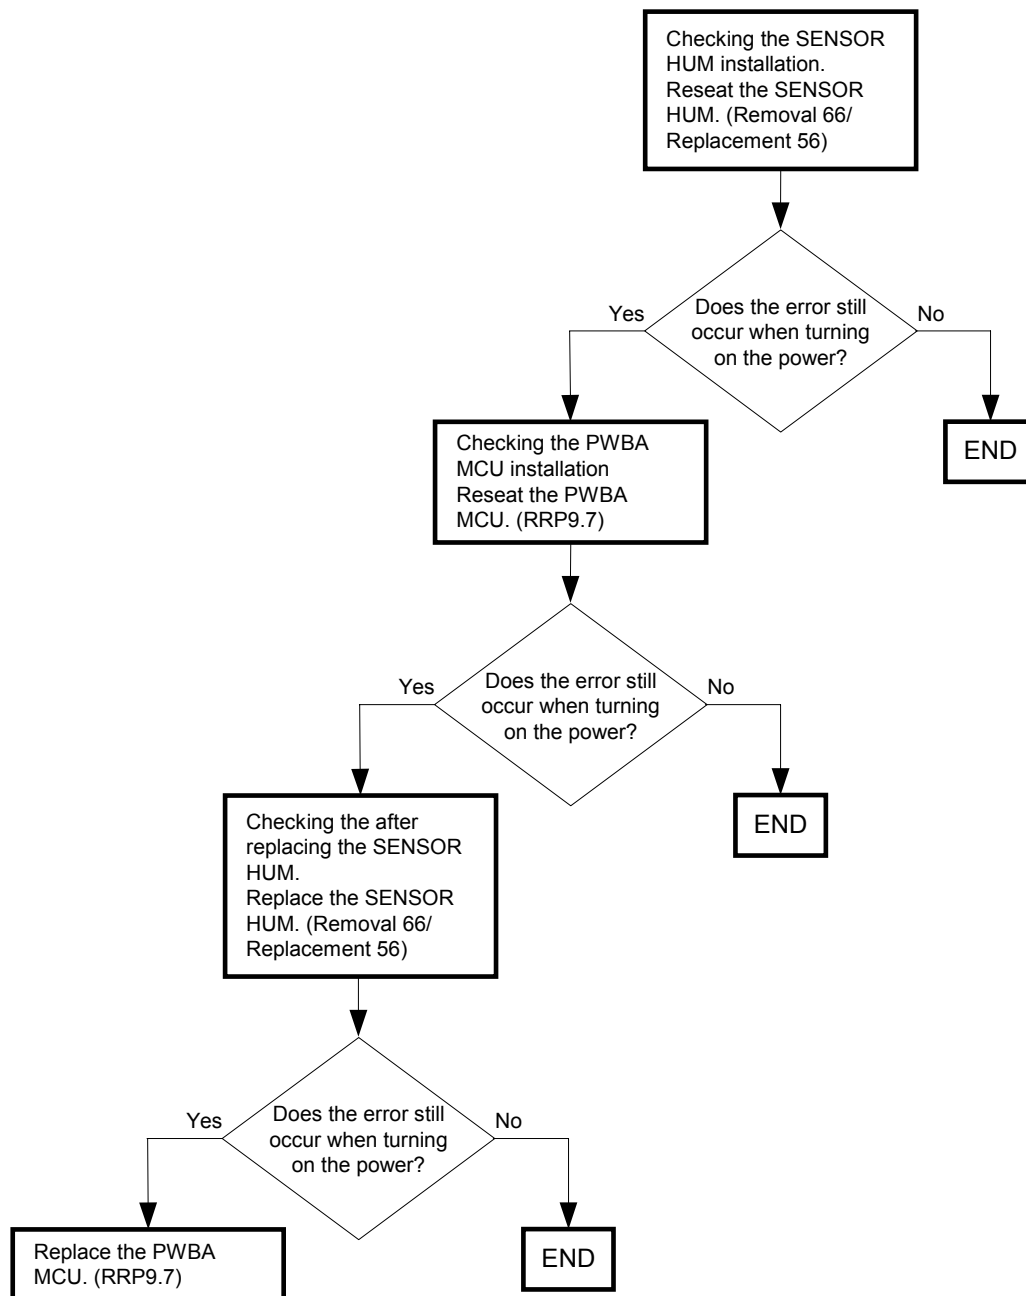 Checking the SENSOR
HUM installation.
Reseat the SENSOR
HUM. (Removal 66/
Replacement 56)
Does the error still
occur when turning
on the power?
Yes
No
END
Checking the PWBA
MCU installation
Reseat the PWBA
MCU. (RRP9.7)
Does the error still
occur when turning
on the power?
Yes
No
END
Checking the after
replacing the SENSOR
HUM.
Replace the SENSOR
HUM. (Removal 66/
Replacement 56)
Does the error still
occur when turning
on the power?
Yes
No
END
Replace the PWBA
MCU. (RRP9.7)